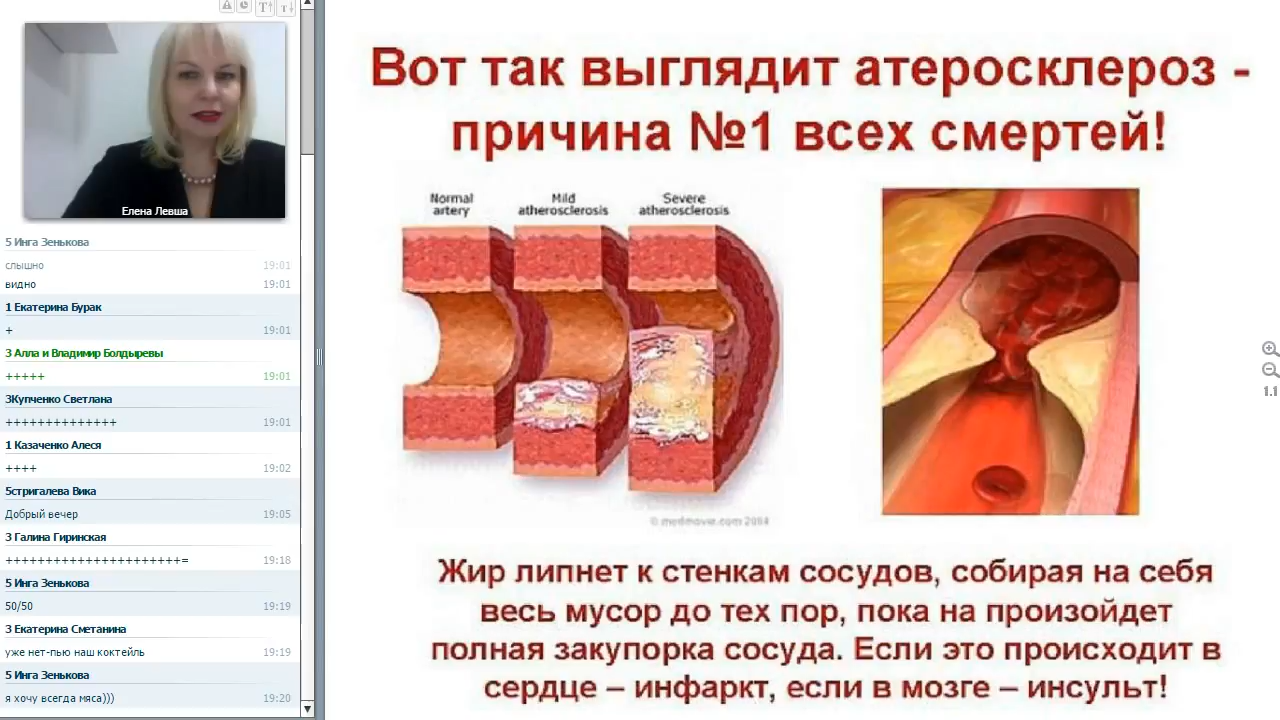 Елена Левша
5 Инга Зенькова
слышно 19:01
видно 19:01
1 Екатерина Бурак
+ 19:01
3 Алла и Владимир Болдыревы
+++++ 19:01
3Купченко Светлана
++++++++++++++ 19:01
1 Казаченко Алеся
++++ 19:02
5стригалева Вика
Добрый вечер 19:05
3 Галина Гиринская
+++++++++++++++++++++++= 19:18
5 Инга Зенькова
50/50 19:19
3 Екатерина Сметанина
уже нет-пью наш коктейль 19:19
5 Инга Зенькова
я хочу всегда мяса))) 19:20
Вот так выглядит атеросклероз -
причина №1 всех смертей!
Normal
artery
Mild
atherosclerosis
Severe
atherosclerosis
© medmovie.com 2004
Жир липнет к стенкам сосудов, собирая на себя
весь мусор до тех пор, пока на произойдет
полная закупорка сосуда. Если это происходит в
сердце – инфаркт, если в мозге – инсульт!
1.1